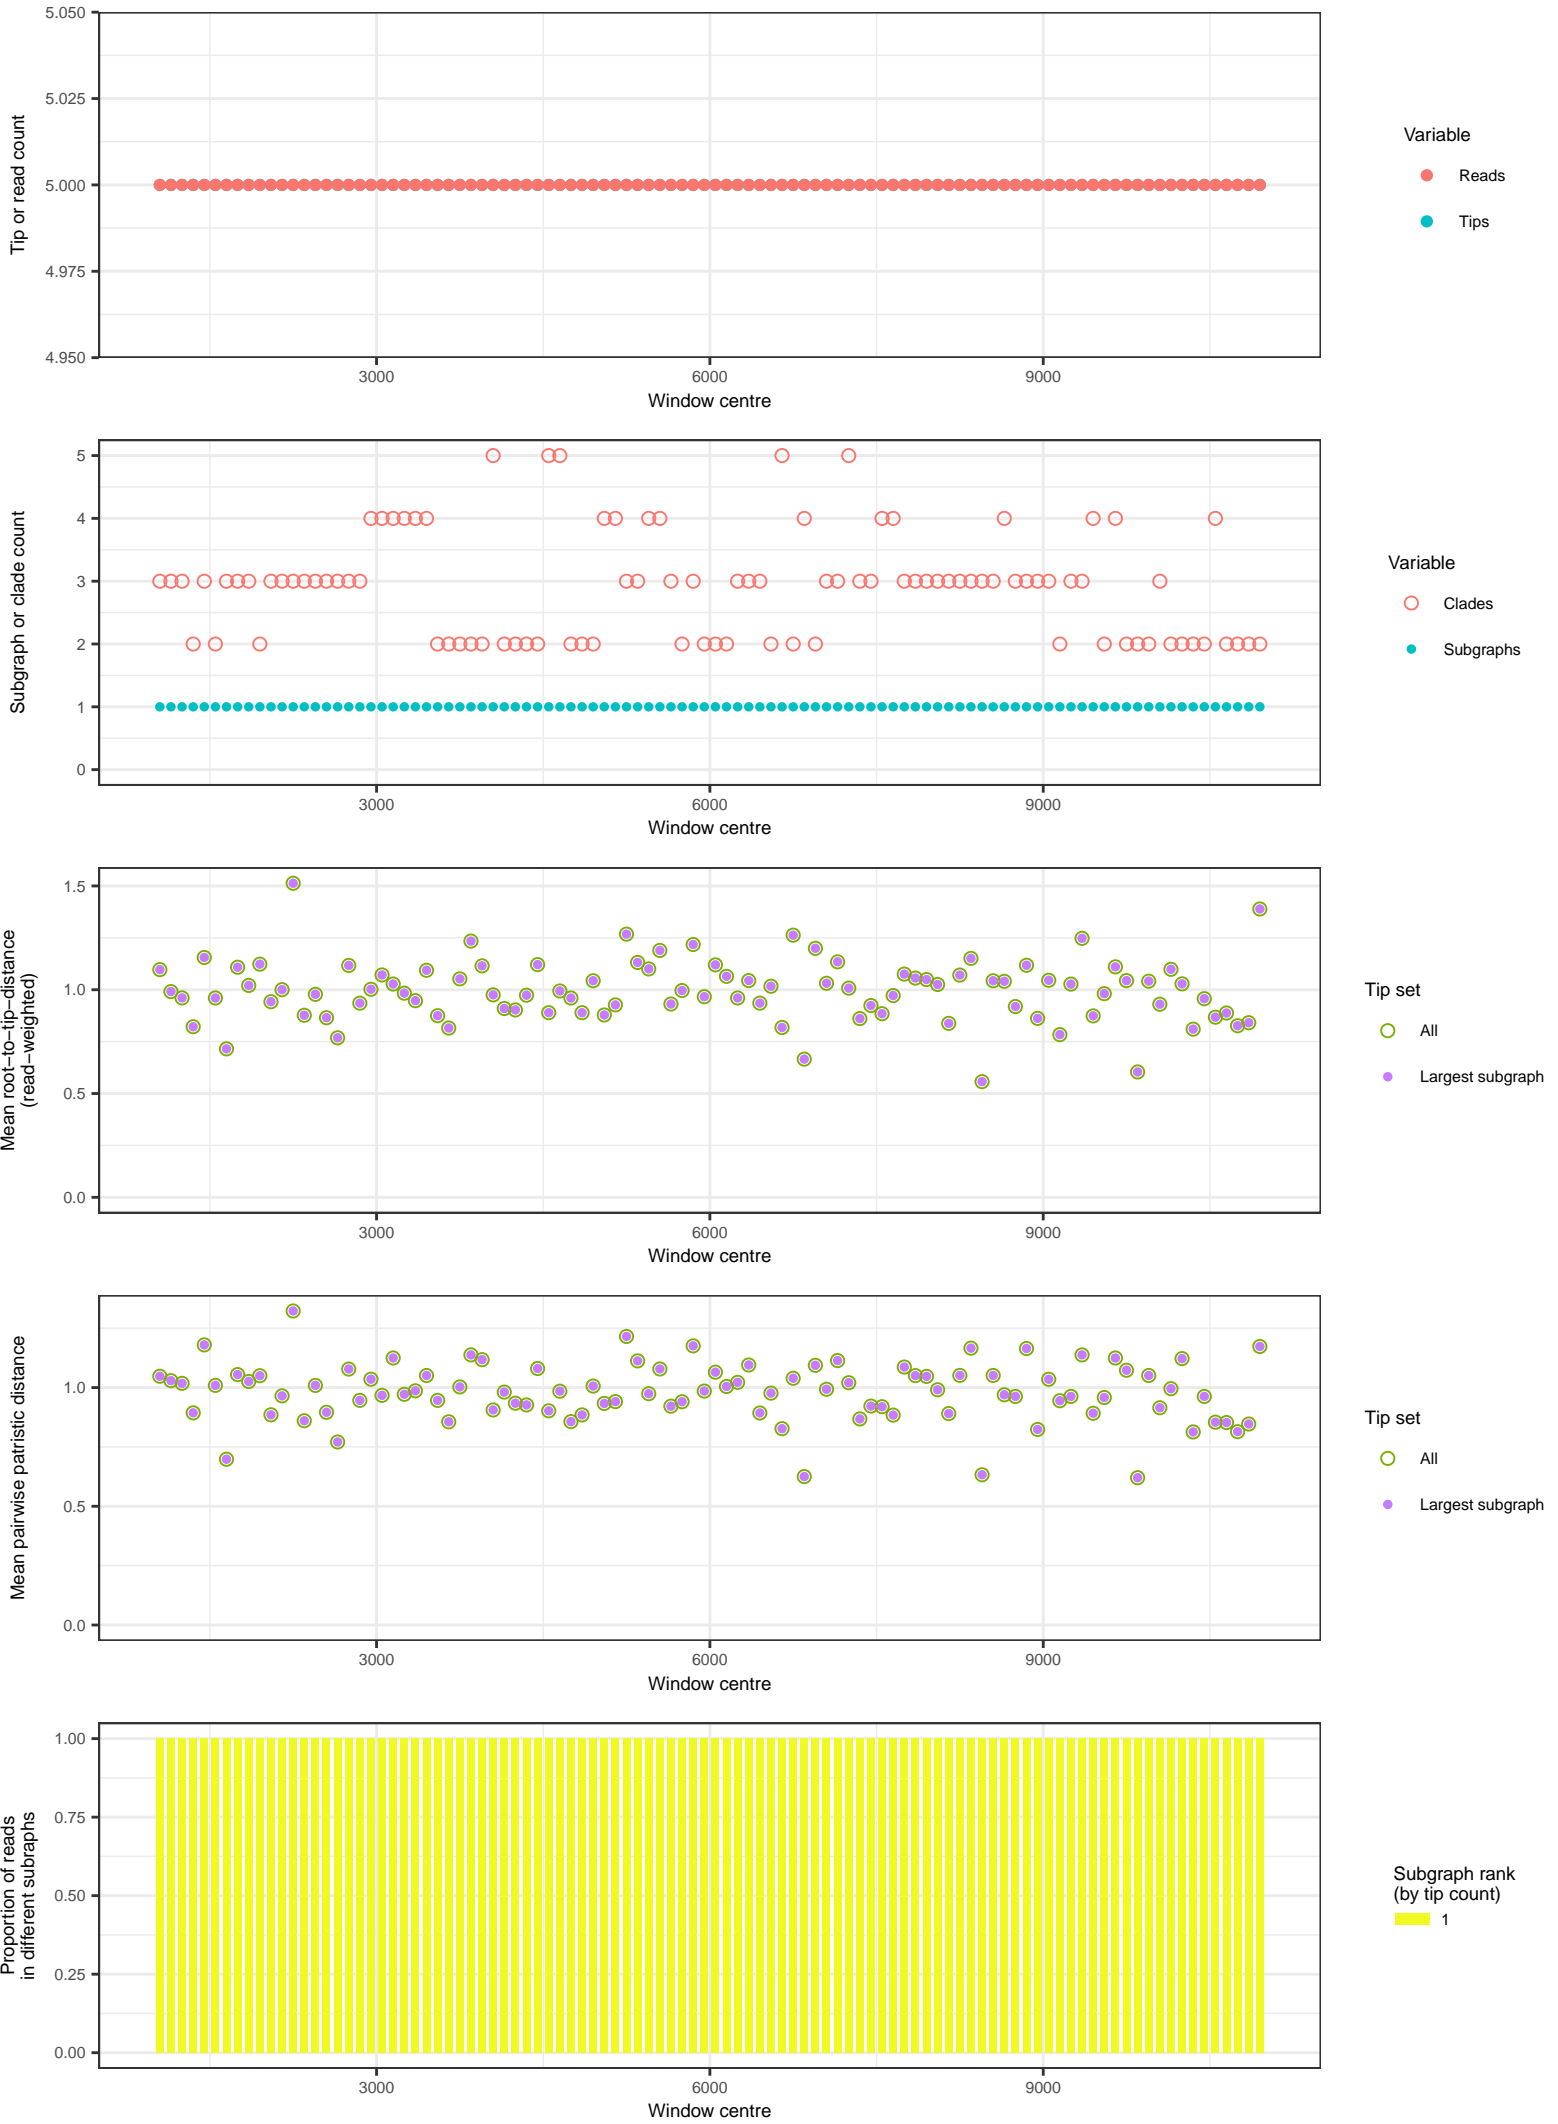 5.050
5.025
5.000
4.975
4.950
Tip or read count
3000
6000
9000
Window centre
Variable
Reads
Tips
5
4
3
2
1
0
Subgraph or clade count
3000
6000
9000
Window centre
Variable
Clades
Subgraphs
1.5
1.0
0.5
0.0
Mean root−to−tip−distance
(read−weighted)
3000
6000
9000
Window centre
Tip set
All
Largest subgraph
1.0
0.5
0.0
Mean pairwise patristic distance
3000
6000
9000
Window centre
Tip set
All
Largest subgraph
1.00
0.75
0.50
0.25
0.00
Proportion of reads
in different subraphs
3000
6000
9000
Window centre
Subgraph rank
(by tip count)
1